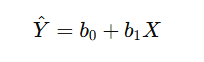 Ŷ = b₀ + b₁X